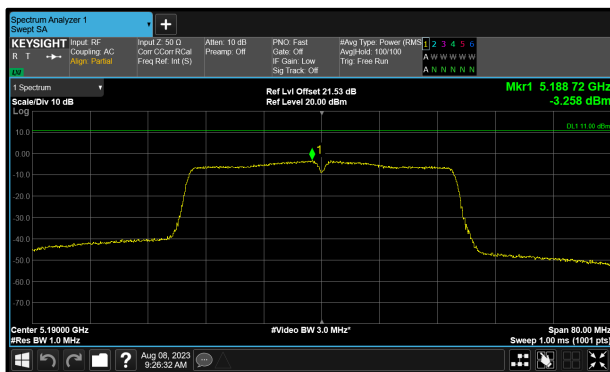 Spectrum Analyzer 1
Swept SA
+
KEYSIGHT
R T
Input: RF
Coupling: AC
Align: Partial
Input Z: 50 Ω
Corr CCorr RCal
Freq Ref: Int (S)
Atten: 10 dB
Preamp: Off
PNO: Fast
Gate: Off
IF Gain: Low
Sig Track: Off
#Avg Type: Power (RMS
Avg|Hold: 100/100
Trig: Free Run
1 2 3 4 5 6
A W W W W W
A N N N N N
1 Spectrum
Scale/Div 10 dB
Ref Lvl Offset 21.53 dB
Ref Level 20.00 dBm
Mkr1 5.188 72 GHz
-3.258 dBm
Log
DL1 11.00 dBm
10.0
1
0.00
-10.0
-20.0
-30.0
-40.0
-50.0
-60.0
-70.0
Center 5.19000 GHz
#Video BW 3.0 MHz*
Span 80.00 MHz
#Res BW 1.0 MHz
Sweep 1.00 ms (1001 pts)
?
Aug 08, 2023
9:26:32 AM